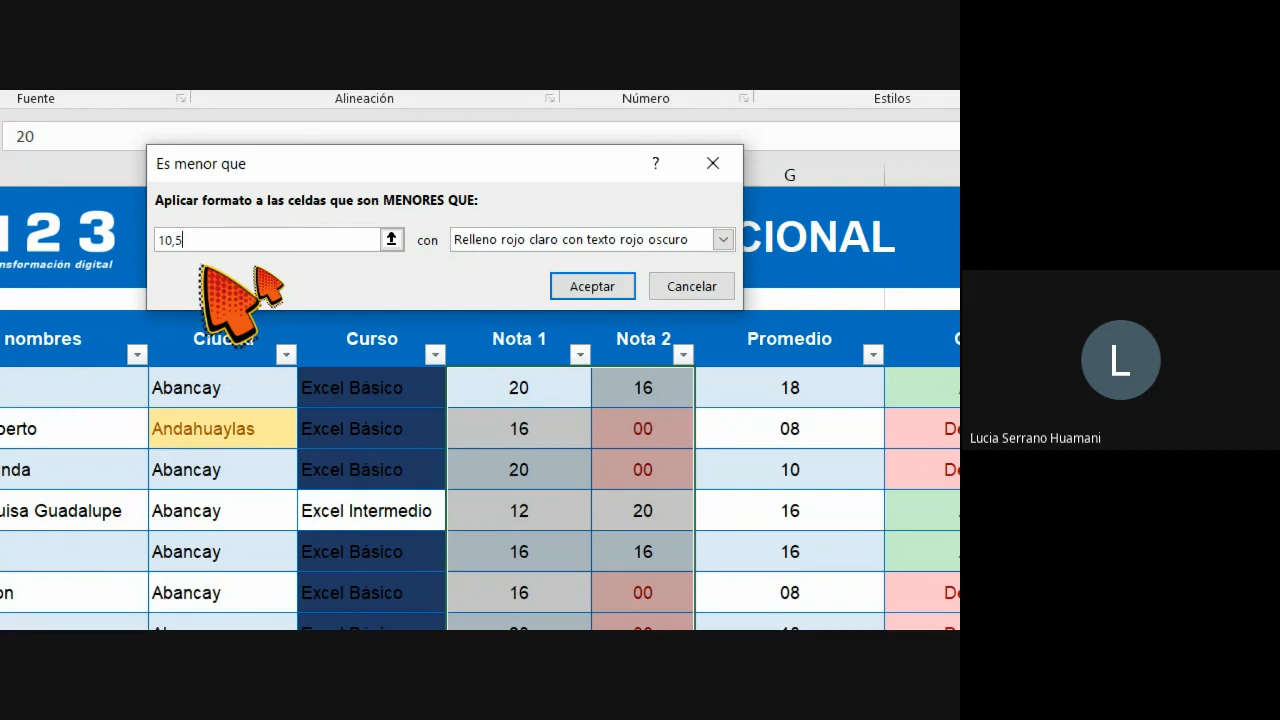 Fuente Alineación Número Estilos
20
Es menor que ? ×
Aplicar formato a las celdas que son MENORES QUE:
10,5 con Relleno rojo claro con texto rojo oscuro
Aceptar Cancelar
G
123 CIONAL
nsformación digital
nombres Ciudad Curso Nota 1 Nota 2 Promedio
Abancay Excel Básico 20 16 18
berto Andahuaylas Excel Básico 16 00 08 De
nda Abancay Excel Básico 20 00 10 De
uisa Guadalupe Abancay Excel Intermedio 12 20 16
Abancay Excel Básico 16 16 16
on Abancay Excel Básico 16 00 08 De
L
Lucia Serrano Huamani